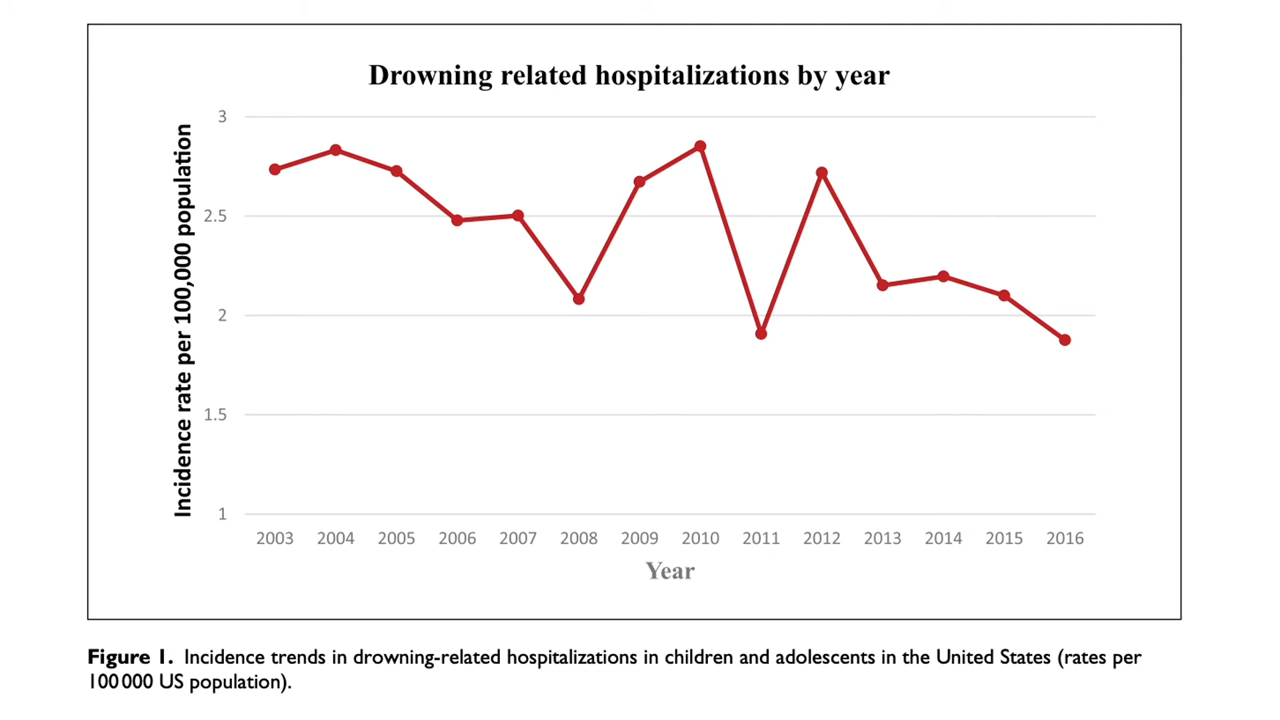 Drowning related hospitalizations by year
Incidence rate per 100,000 population
3
2.5
2
1.5
1
2003 2004 2005 2006 2007 2008 2009 2010 2011 2012 2013 2014 2015 2016
Year
Figure 1. Incidence trends in drowning-related hospitalizations in children and adolescents in the United States (rates per
100 000 US population).